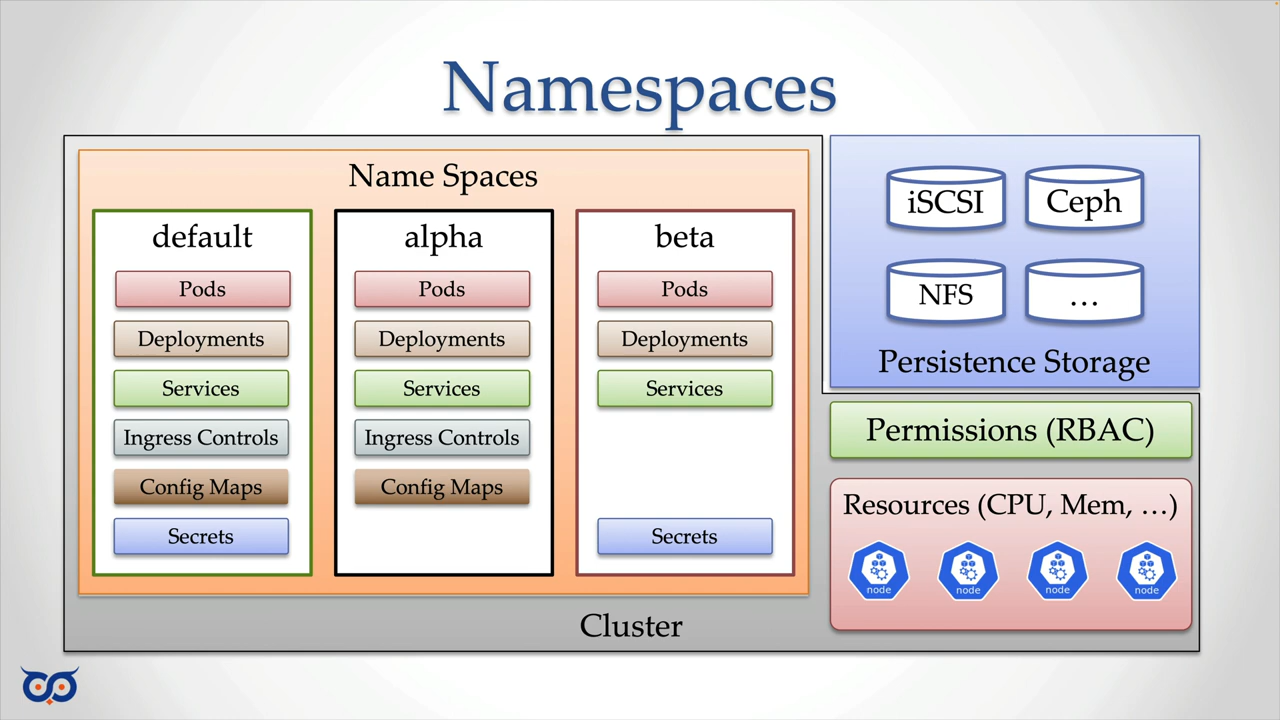 Namespaces
Name Spaces
default
Pods
Deployments
Services
Ingress Controls
Config Maps
Secrets
alpha
Pods
Deployments
Services
Ingress Controls
Config Maps
beta
Pods
Deployments
Services
Secrets
Cluster
iSCSI
Ceph
NFS
…
Persistence Storage
Permissions (RBAC)
Resources (CPU, Mem, …)
node
node
node
node